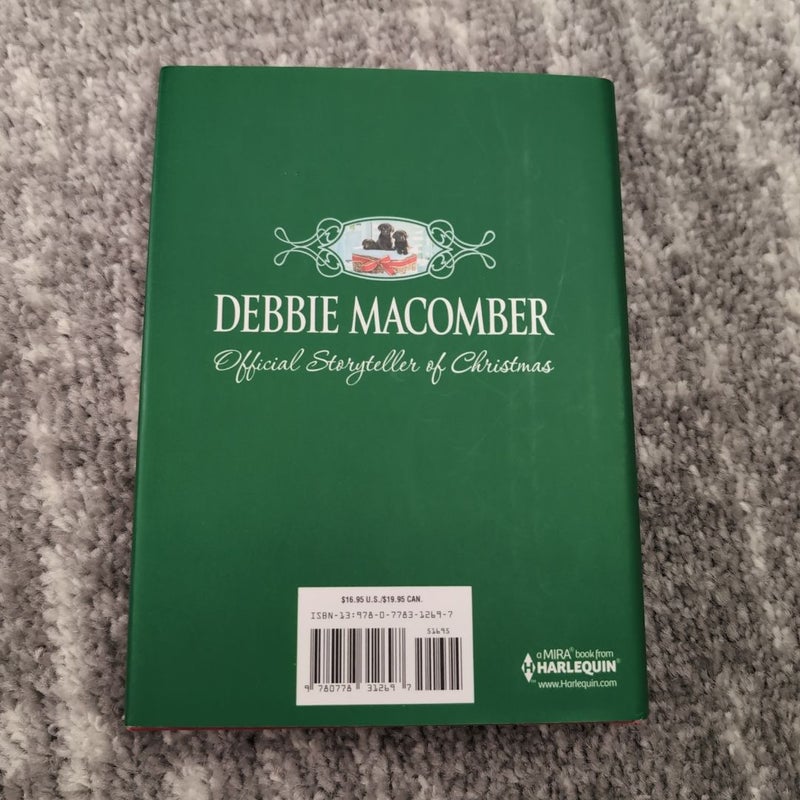 DEBBIE MACOMBER
Official Storyteller of Christmas
$16.95 U.S./$19.95 CAN.
ISBN-13:978-0-7783-1269-7
51695
9 780778 312697
a MIRA® book from
HARLEQUIN®
www.Harlequin.com